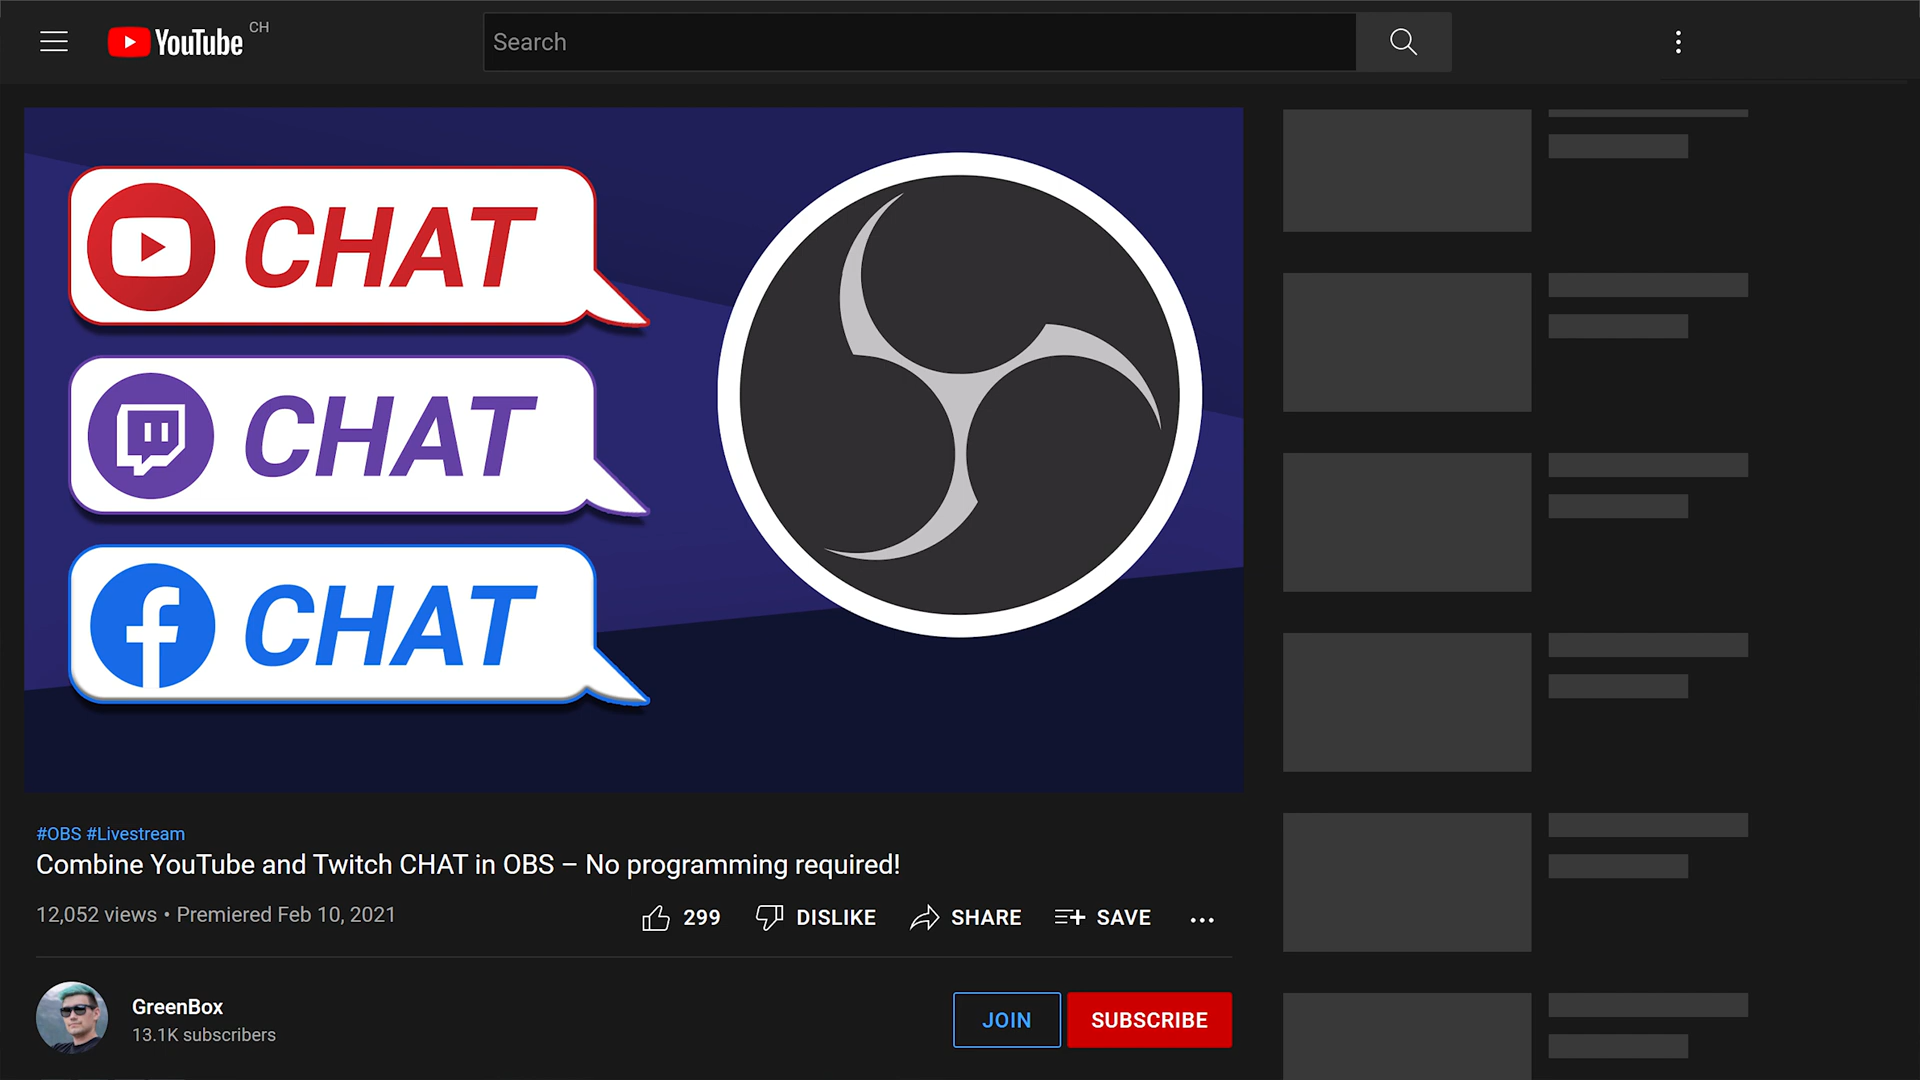 YouTube CH
Search
CHAT
CHAT
CHAT
#OBS #Livestream
Combine YouTube and Twitch CHAT in OBS – No programming required!
12,052 views • Premiered Feb 10, 2021
299 DISLIKE SHARE SAVE
GreenBox
13.1K subscribers
JOIN SUBSCRIBE